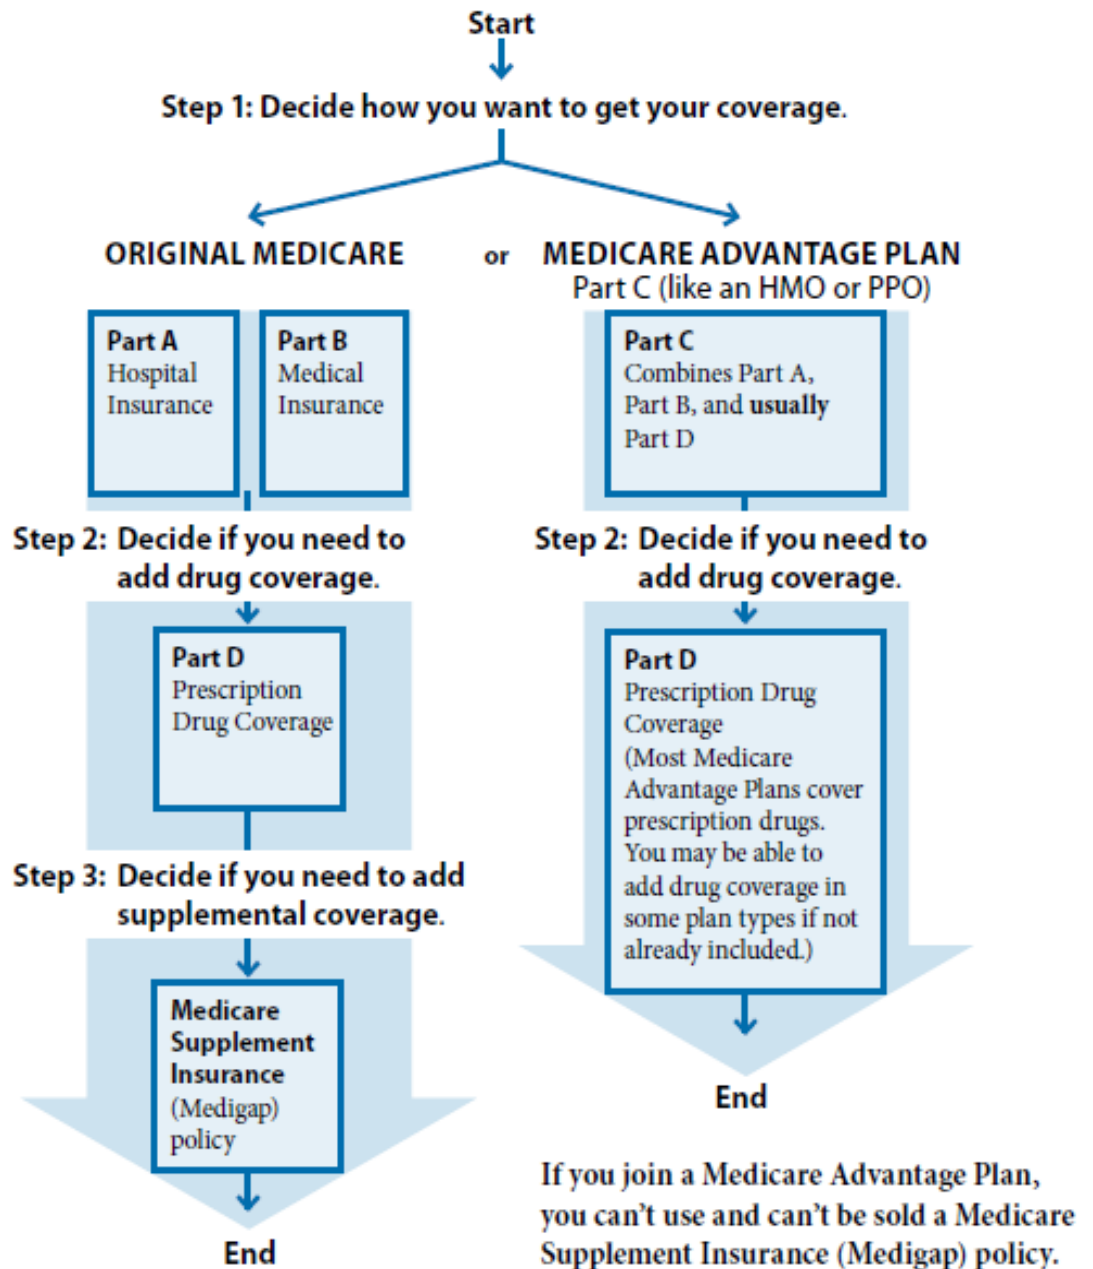 Start
Step 1: Decide how you want to get your coverage.
ORIGINAL MEDICARE
or
MEDICARE ADVANTAGE PLAN
Part C (like an HMO or PPO)
Part A
Hospital
Insurance
Part B
Medical
Insurance
Step 2: Decide if you need to
add drug coverage.
Part D
Prescription
Drug Coverage
Step 3: Decide if you need to add
supplemental coverage.
Medicare
Supplement
Insurance
(Medigap)
policy
End
Part C
Combines Part A,
Part B, and usually
Part D
Step 2: Decide if you need to
add drug coverage.
Part D
Prescription Drug
Coverage
(Most Medicare
Advantage Plans cover
prescription drugs.
You may be able to
add drug coverage in
some plan types if not
already included.)
End
If you join a Medicare Advantage Plan,
you can’t use and can’t be sold a Medicare
Supplement Insurance (Medigap) policy.